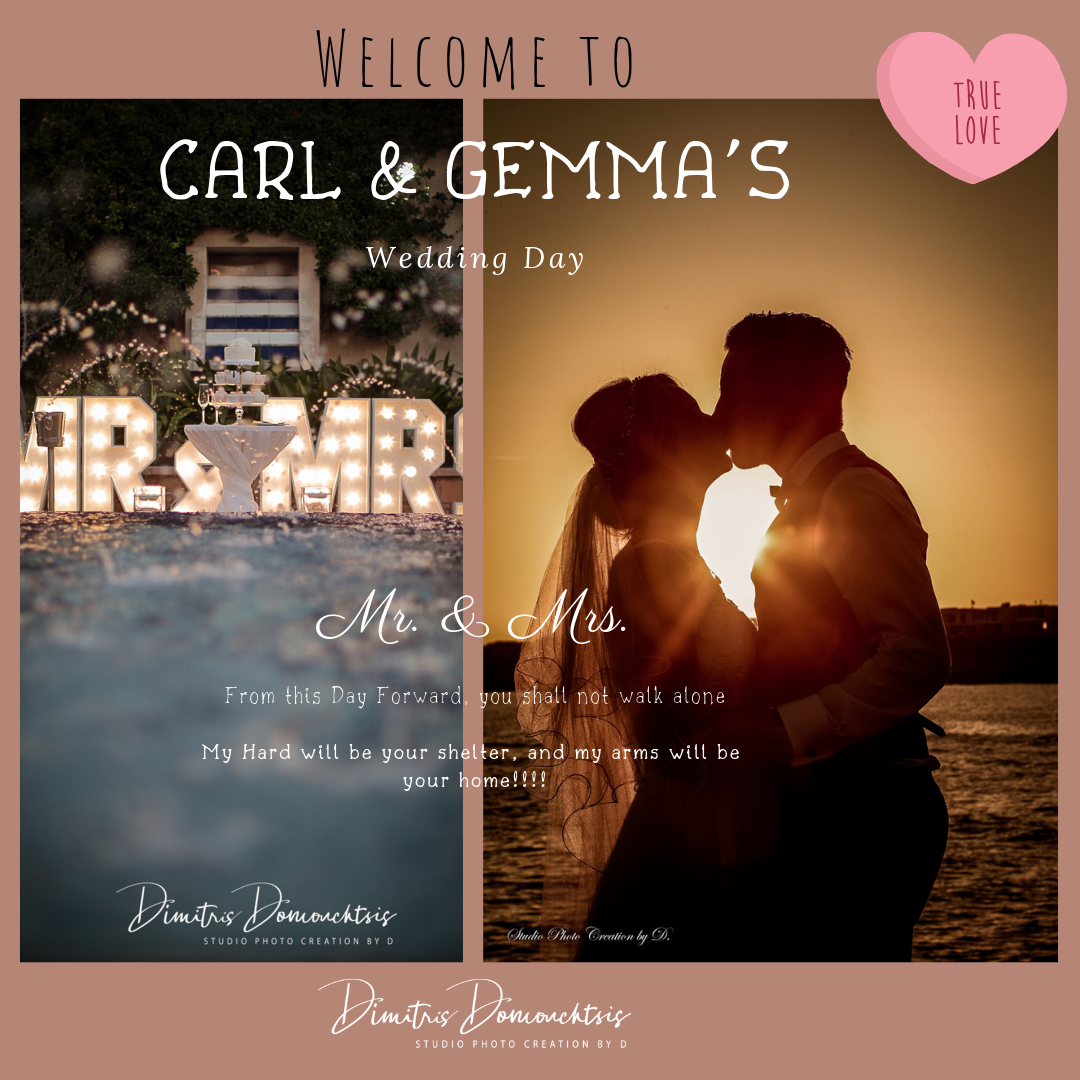 WELCOME TO
TRUE
LOVE
CARL & GEMMA'S
Wedding Day
MR & MRS
Mr. & Mrs.
From this Day Forward, you shall not walk alone
My Hard will be your shelter, and my arms will be
your home!!!!
Dimitris Domouchtsis
STUDIO PHOTO CREATION BY D
Studio Photo Creation by D.
Dimitris Domouchtsis
STUDIO PHOTO CREATION BY D